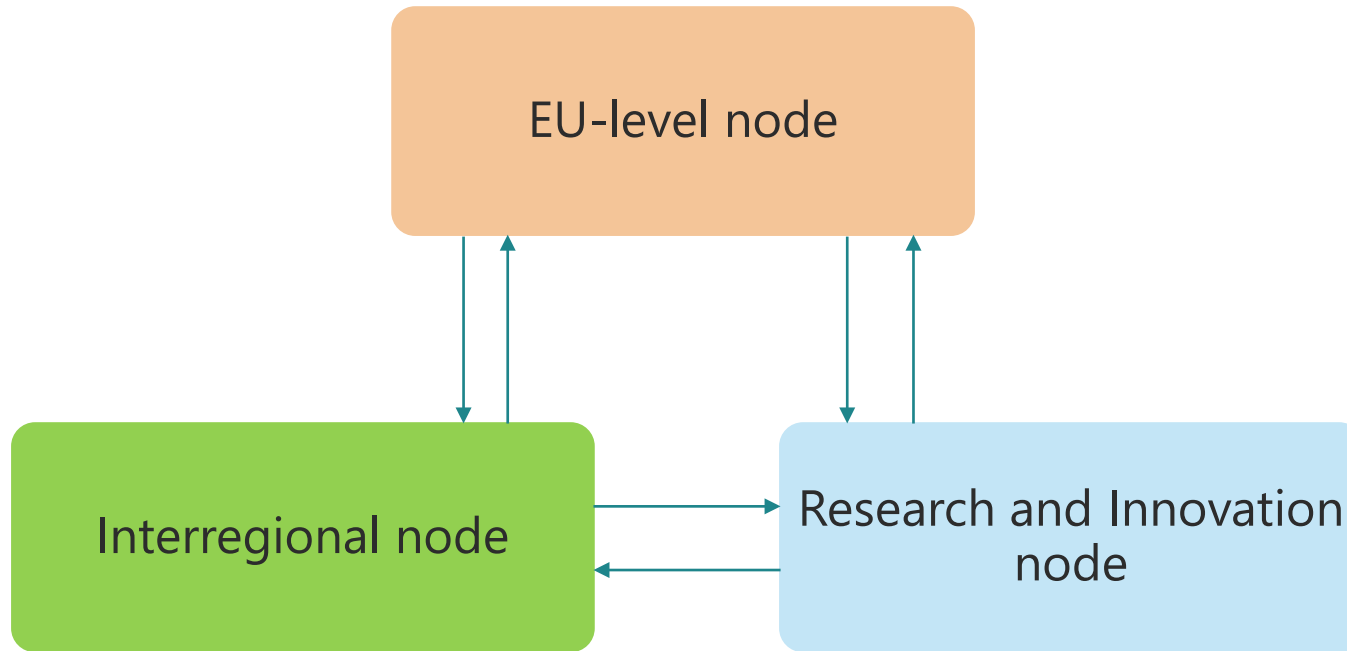 EU-level node
Interregional node
Research and Innovation
node